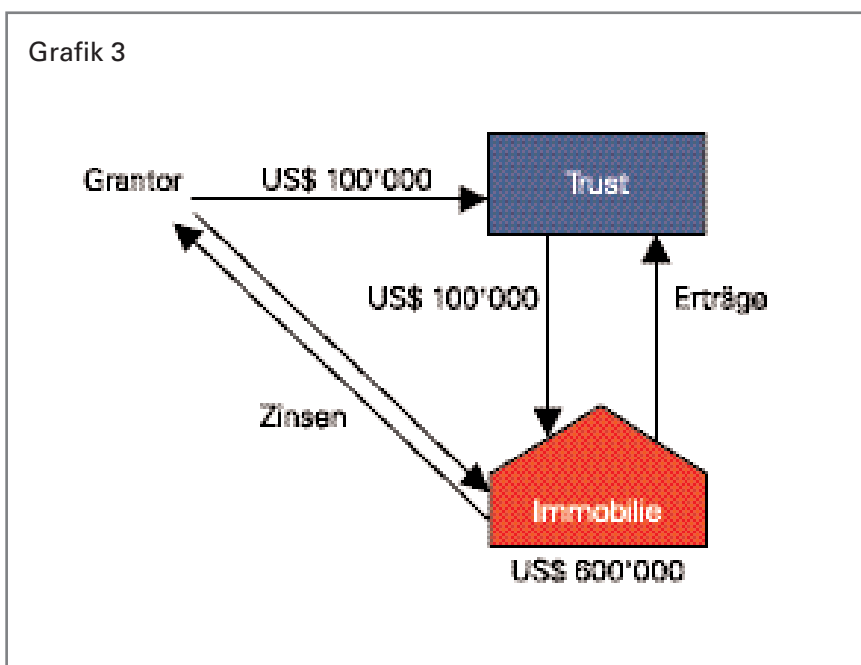 Grafik 3
Grantor
US$ 100'000
Trust
US$ 100'000
Erträge
Zinsen
Immobilie
US$ 600'000